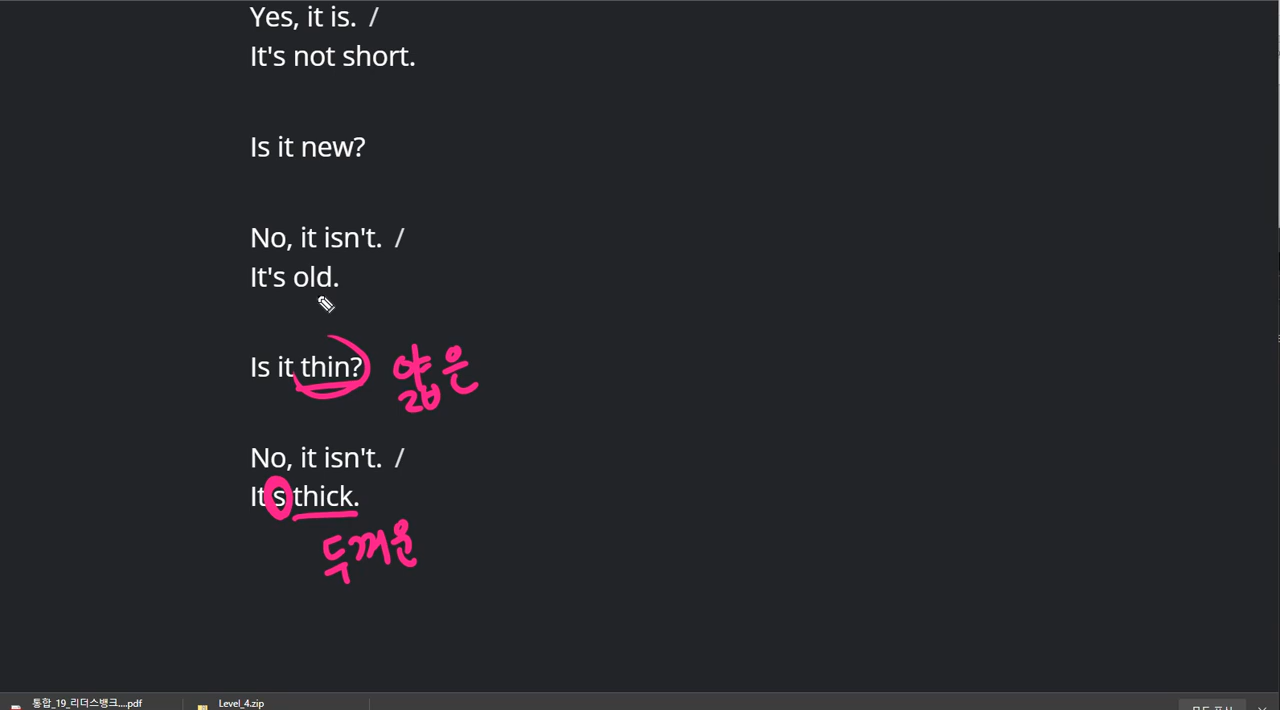 Yes, it is. /
It's not short.
Is it new?
No, it isn't. /
It's old.
Is it thin? 얇은
No, it isn't. /
It's thick.
두꺼운
통합_19_리더스뱅크....pdf Level_4.zip